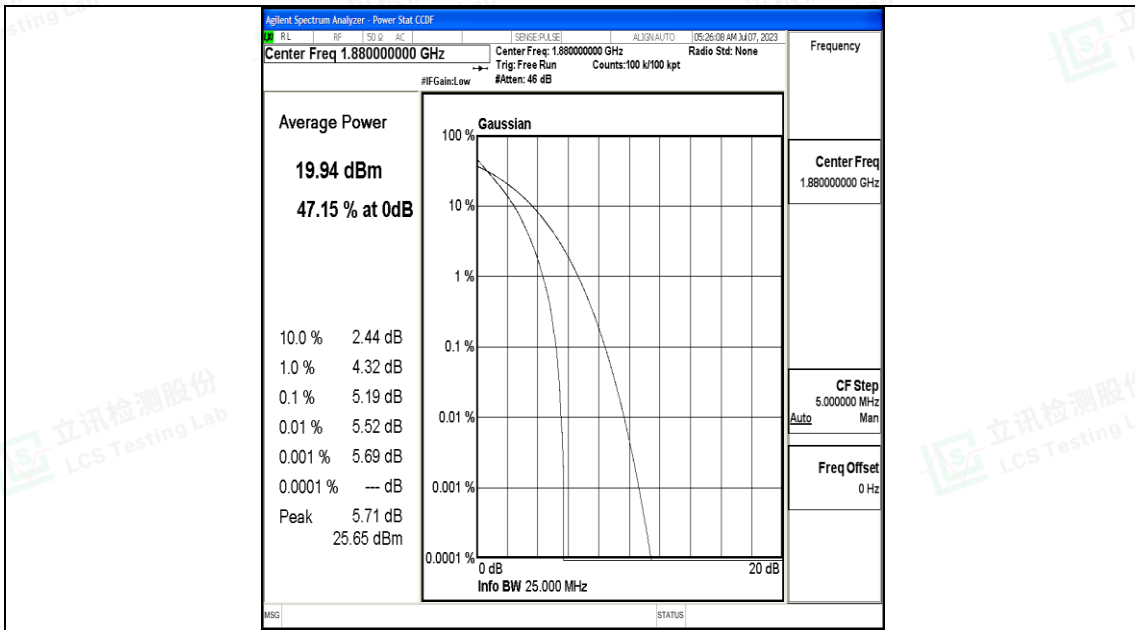 Agilent Spectrum Analyzer - Power Stat CCDF
RL RF 50 Ω AC SENSE:PULSE ALIGN AUTO 05:26:08 AM Jul 07, 2023
Center Freq 1.880000000 GHz
Center Freq: 1.880000000 GHz Radio Std: None
Trig: Free Run Counts:100 k/100 kpt
#IFGain:Low #Atten: 46 dB
Frequency
Average Power
19.94 dBm
47.15 % at 0dB
10.0 % 2.44 dB
1.0 % 4.32 dB
0.1 % 5.19 dB
0.01 % 5.52 dB
0.001 % 5.69 dB
0.0001 % --- dB
Peak 5.71 dB
25.65 dBm
Gaussian
100 %
10 %
1 %
0.1 %
0.01 %
0.001 %
0.0001 %
0 dB 20 dB
Info BW 25.000 MHz
Center Freq
1.880000000 GHz
CF Step
5.000000 MHz
Auto Man
Freq Offset
0 Hz
MSG STATUS
立讯检测股份
LCS Testing Lab
立讯检测股份
LCS Testing L